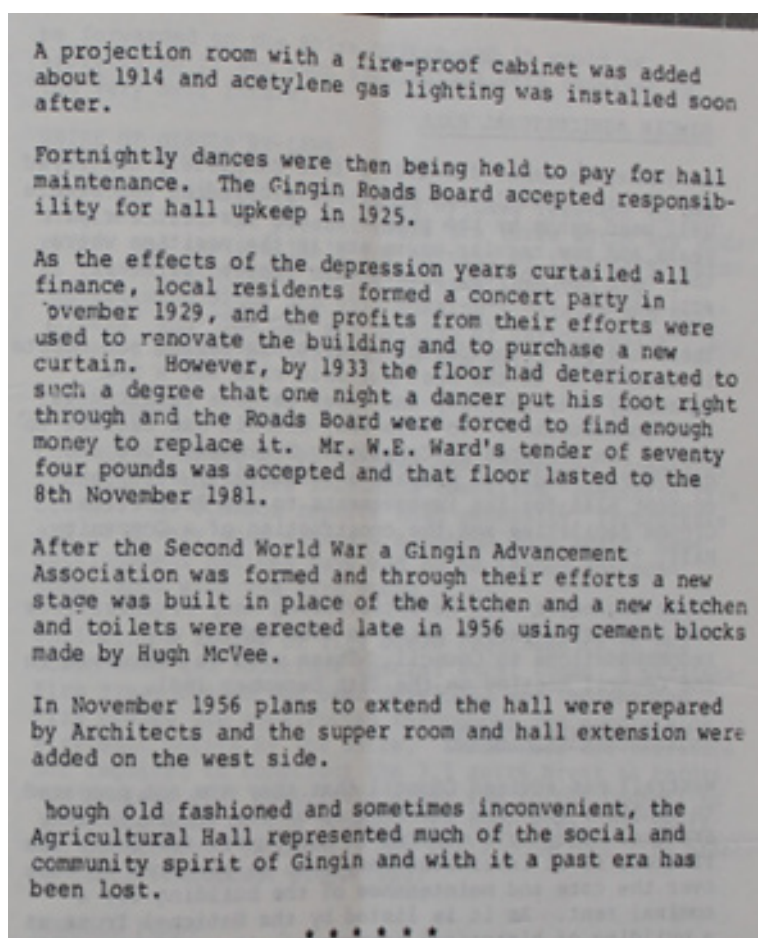 A projection room with a fire-proof cabinet was added
about 1914 and acetylene gas lighting was installed soon
after.
Fortnightly dances were then being held to pay for hall
maintenance. The Gingin Roads Board accepted responsib-
ility for hall upkeep in 1925.
As the effects of the depression years curtailed all
finance, local residents formed a concert party in
ovember 1929, and the profits from their efforts were
used to renovate the building and to purchase a new
curtain. However, by 1933 the floor had deteriorated to
such a degree that one night a dancer put his foot right
through and the Roads Board were forced to find enough
money to replace it. Mr. W.E. Ward's tender of seventy
four pounds was accepted and that floor lasted to the
8th November 1981.
After the Second World War a Gingin Advancement
Association was formed and through their efforts a new
stage was built in place of the kitchen and a new kitchen
and toilets were erected late in 1956 using cement blocks
made by Hugh McVee.
In November 1956 plans to extend the hall were prepared
by Architects and the supper room and hall extension were
added on the west side.
hough old fashioned and sometimes inconvenient, the
Agricultural Hall represented much of the social and
community spirit of Gingin and with it a past era has
been lost.
......